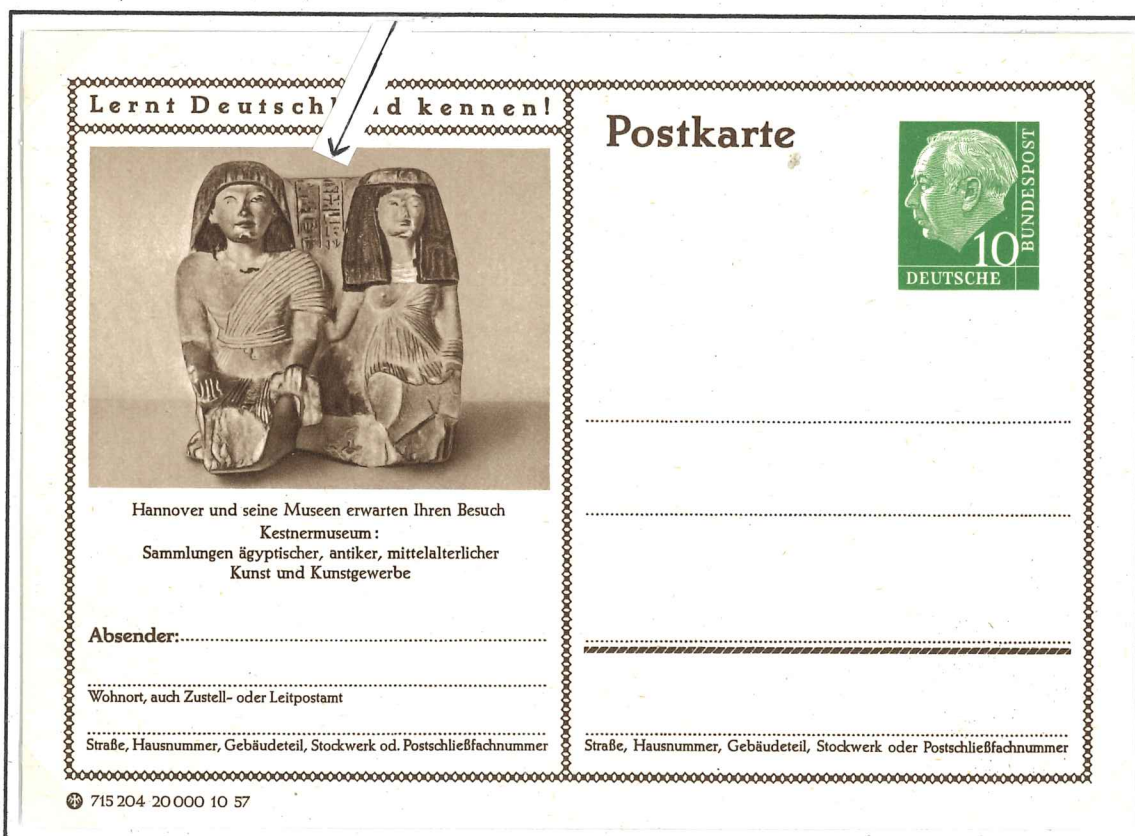 Lernt Deutschl nd kennen!
Hannover und seine Museen erwarten Ihren Besuch
Kestnermuseum:
Sammlungen ägyptischer, antiker, mittelalterlicher
Kunst und Kunstgewerbe
Absender:
Wohnort, auch Zustell- oder Leitpostamt
Straße, Hausnummer, Gebäudeteil, Stockwerk od. Postschließfachnummer
715 204 20 000 10 57
Postkarte
BUNDESPOST
10
DEUTSCHE
Straße, Hausnummer, Gebäudeteil, Stockwerk oder Postschließfachnummer